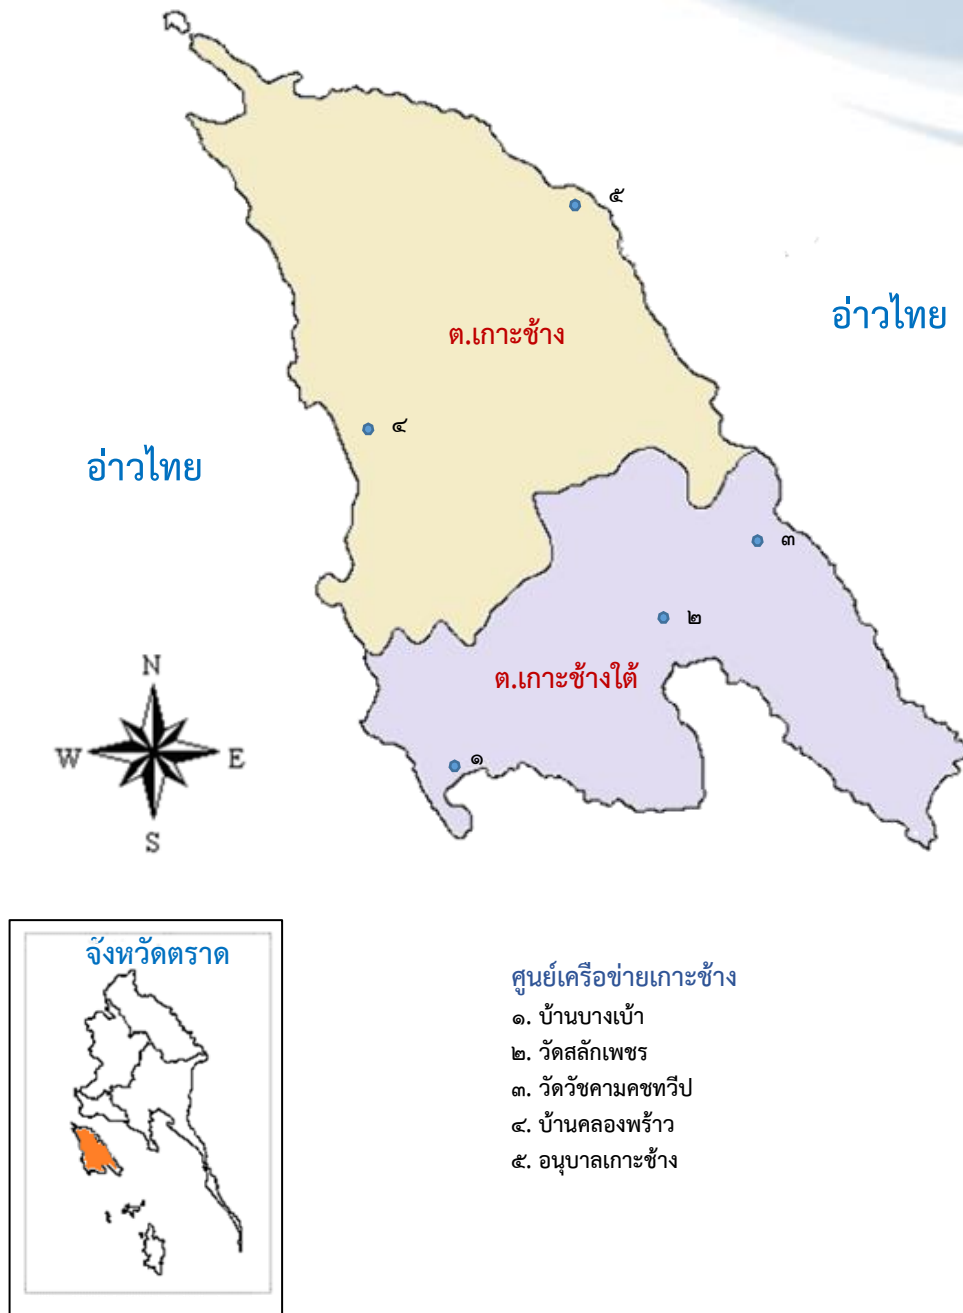 ๕
อ่าวไทย
ต.เกาะช้าง
๔
อ่าวไทย
๓
๒
ต.เกาะช้างใต้
๑
N
W
E
S
จังหวัดตราด
ศูนย์เครือข่ายเกาะช้าง
๑. บ้านบางเบ้า
๒. วัดสลักเพชร
๓. วัดวัชคามคชทวีป
๔. บ้านคลองพร้าว
๕. อนุบาลเกาะช้าง